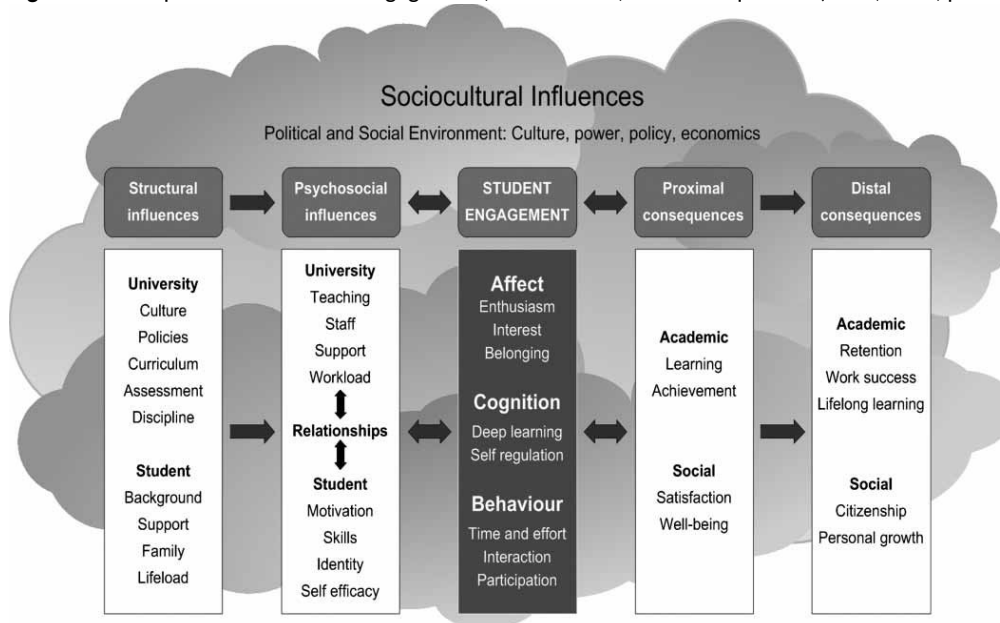 Sociocultural Influences
Political and Social Environment: Culture, power, policy, economics
Structural
influences
Psychosocial
influences
STUDENT
ENGAGEMENT
Proximal
consequences
Distal
consequences
University
Culture
Policies
Curriculum
Assessment
Discipline
Student
Background
Support
Family
Lifeload
University
Teaching
Staff
Support
Workload
Relationships
Student
Motivation
Skills
Identity
Self efficacy
Affect
Enthusiasm
Interest
Belonging
Cognition
Deep learning
Self regulation
Behaviour
Time and effort
Interaction
Participation
Academic
Learning
Achievement
Social
Satisfaction
Well-being
Academic
Retention
Work success
Lifelong learning
Social
Citizenship
Personal growth